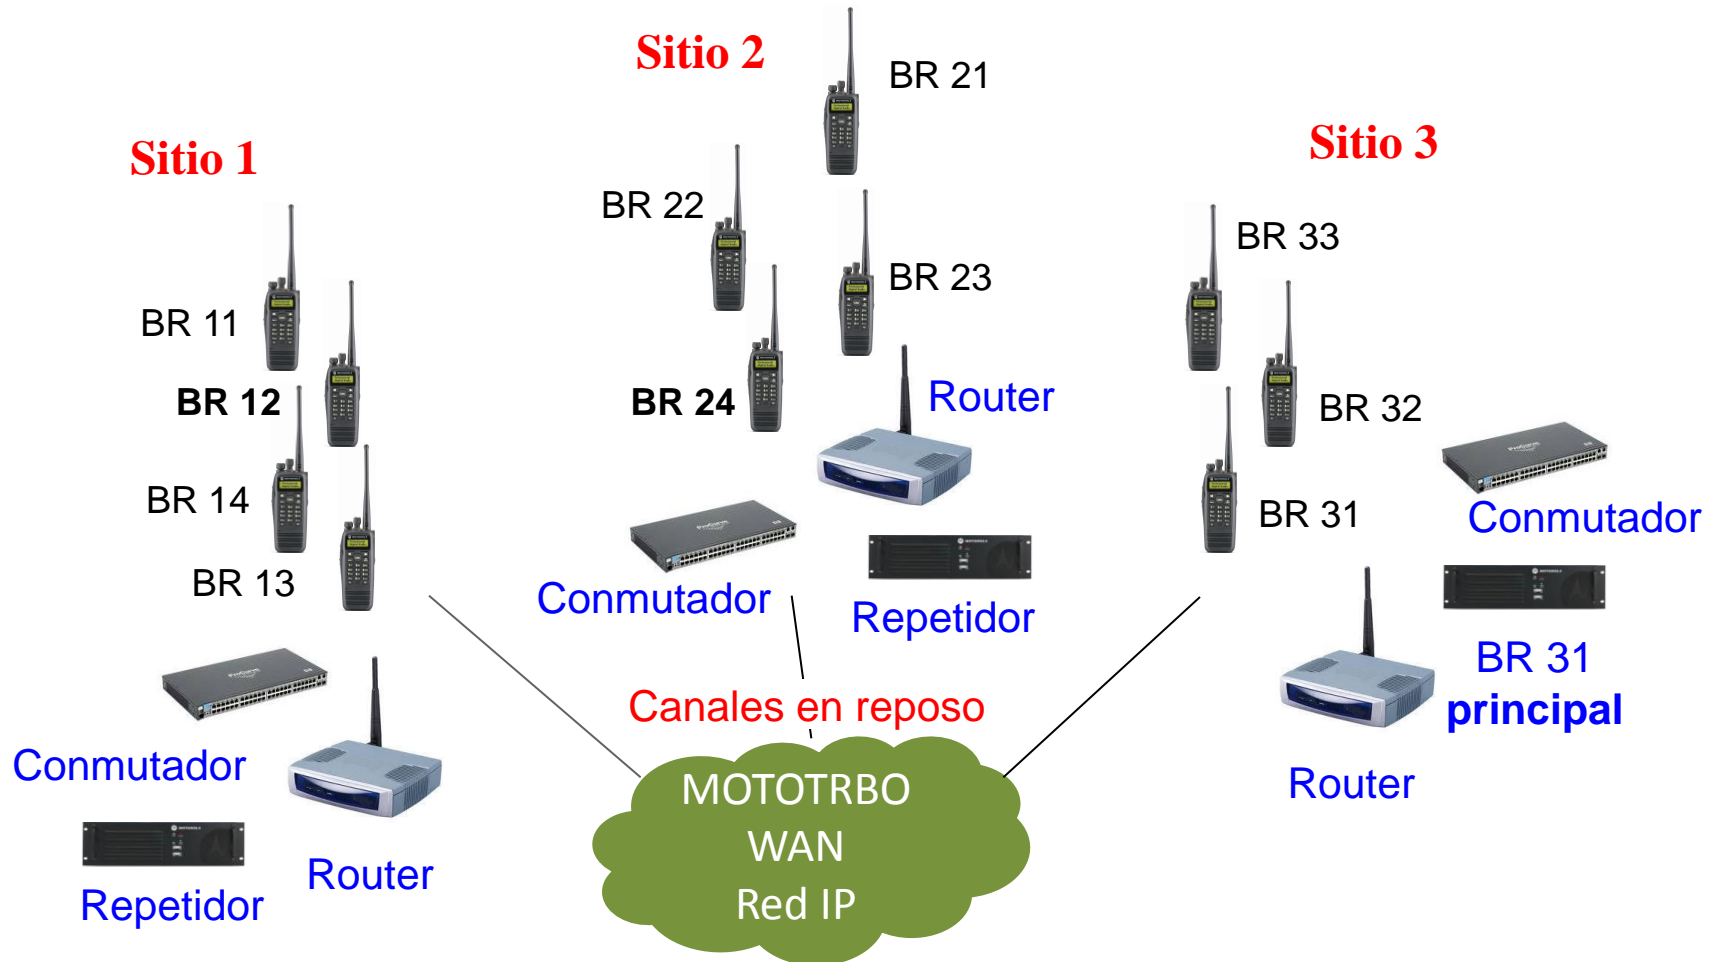 Sitio 1
BR 11
BR 12
BR 14
BR 13
Conmutador
Router
Repetidor
Sitio 2
BR 21
BR 22
BR 23
BR 24
Router
ProCurve
Conmutador
Repetidor
Sitio 3
BR 33
BR 32
BR 31
Conmutador
BR 31
principal
Router
Canales en reposo
MOTOTRBO
WAN
Red IP